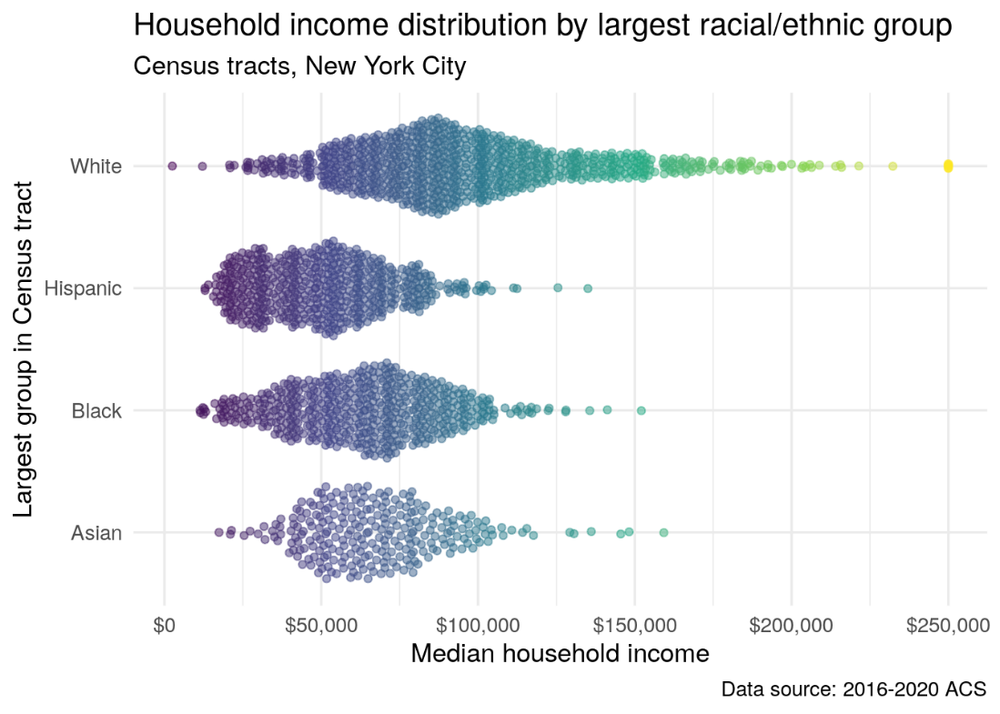 Household income distribution by largest racial/ethnic group
Census tracts, New York City
Largest group in Census tract
White
Hispanic
Black
Asian
$0
$50,000
$100,000
$150,000
$200,000
$250,000
Median household income
Data source: 2016-2020 ACS